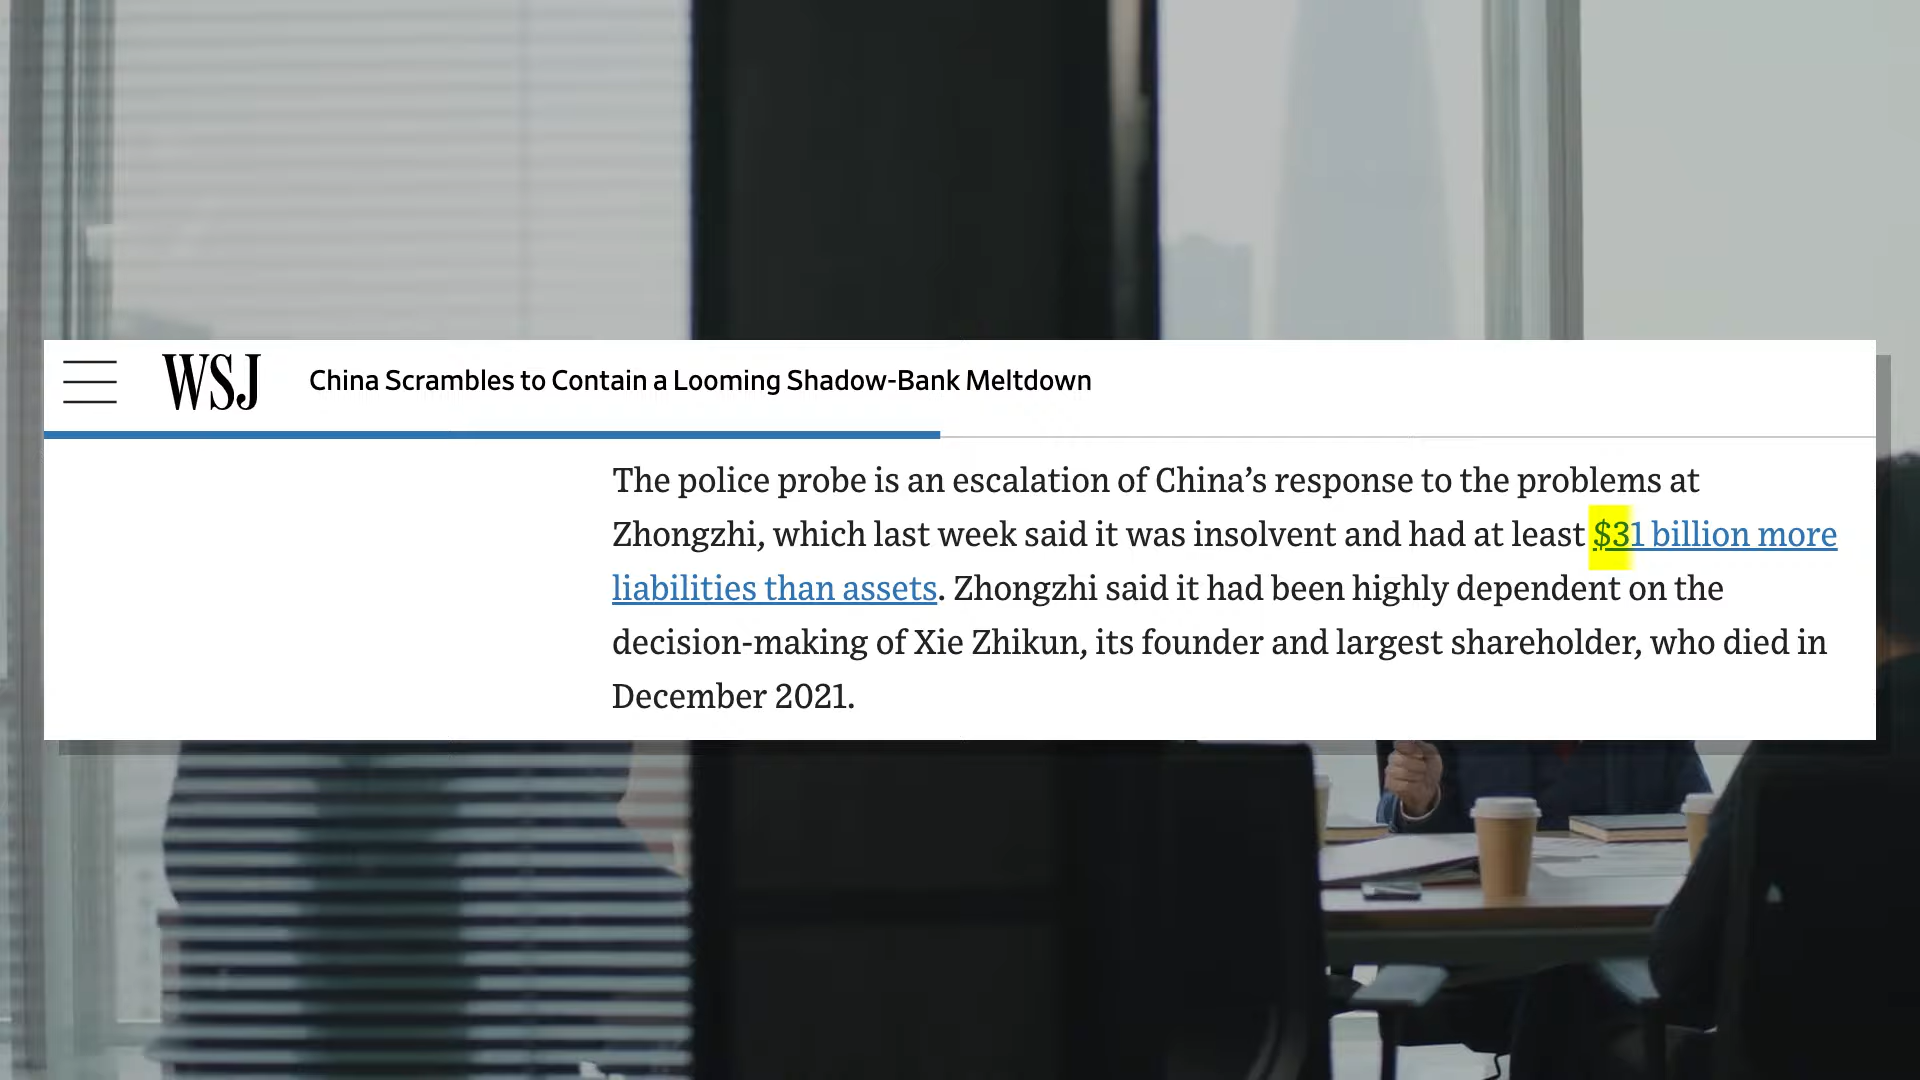 WSJ China Scrambles to Contain a Looming Shadow-Bank Meltdown
The police probe is an escalation of China’s response to the problems at
Zhongzhi, which last week said it was insolvent and had at least $31 billion more
liabilities than assets. Zhongzhi said it had been highly dependent on the
decision-making of Xie Zhikun, its founder and largest shareholder, who died in
December 2021.